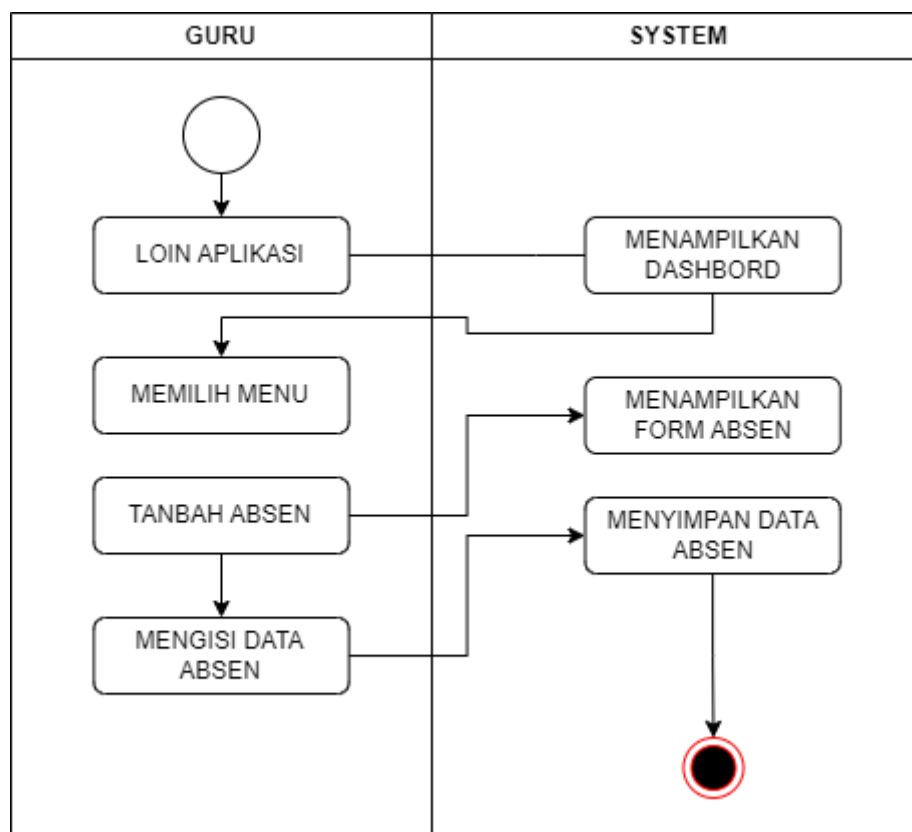 GURU
SYSTEM
LOIN APLIKASI
MENAMPILKAN
DASHBORD
MEMILIH MENU
MENAMPILKAN
FORM ABSEN
TANBAH ABSEN
MENYIMPAN DATA
ABSEN
MENGISI DATA
ABSEN